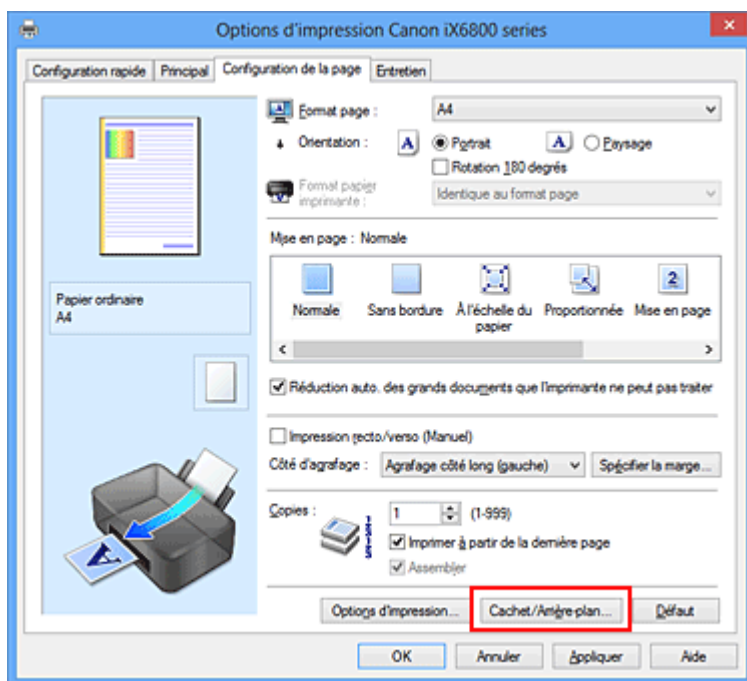 Options d'impression Canon iX6800 series
Configuration rapide Principal Configuration de la page Entretien
Format page : A4
Orientation : A Portrait A Paysage
Rotation 180 degrés
Format papier
imprimante : Identique au format page
Mise en page : Normale
Papier ordinaire
A4
Normale Sans bordure À l'échelle du papier Proportionnée Mise en page
Réduction auto. des grands documents que l'imprimante ne peut pas traiter
Impression recto/verso (Manuel)
Côté d'agrafage : Agrafage côté long (gauche) Spécifier la marge...
Copies : 1 (1-999)
Imprimer à partir de la dernière page
Assembler
Options d'impression... Cachet/Arrière-plan... Défaut
OK Annuler Appliquer Aide